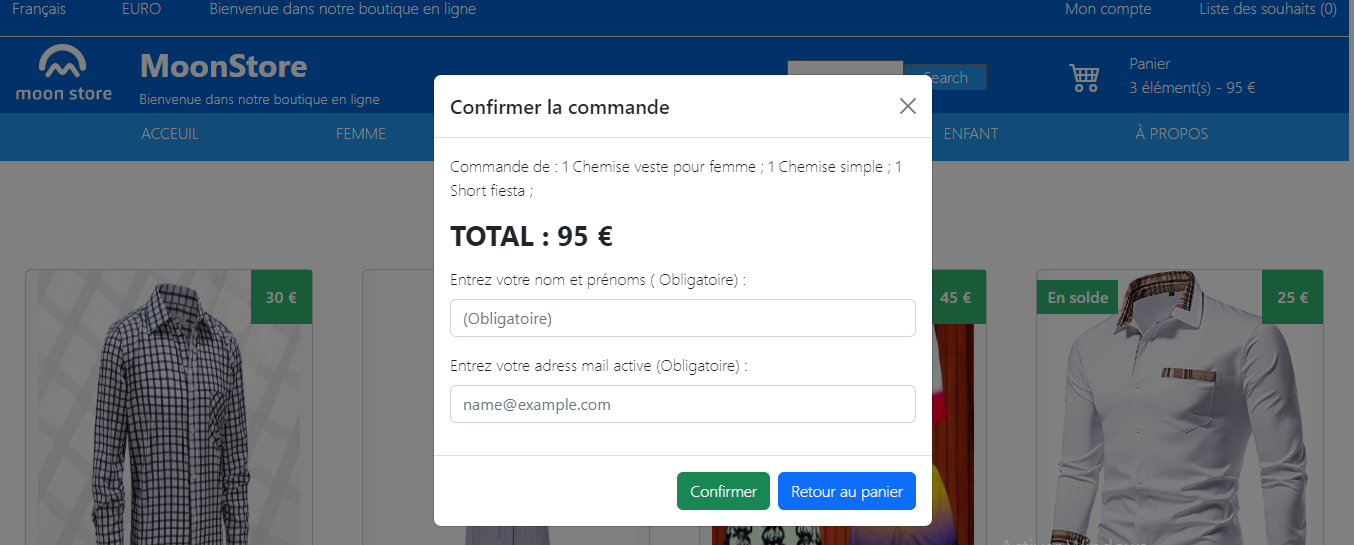 Français EURO Bienvenue dans notre boutique en ligne Mon compte Liste des souhaits (0)
moon store
MoonStore
Bienvenue dans notre boutique en ligne
Search
Panier
3 élément(s) - 95 €
ACCEUIL FEMME ENFANT À PROPOS
Confirmer la commande
Commande de : 1 Chemise veste pour femme ; 1 Chemise simple ; 1
Short fiesta ;
TOTAL : 95 €
Entrez votre nom et prénoms ( Obligatoire) :
(Obligatoire)
Entrez votre adress mail active (Obligatoire) :
name@example.com
Confirmer Retour au panier
30 €
45 €
En solde
25 €